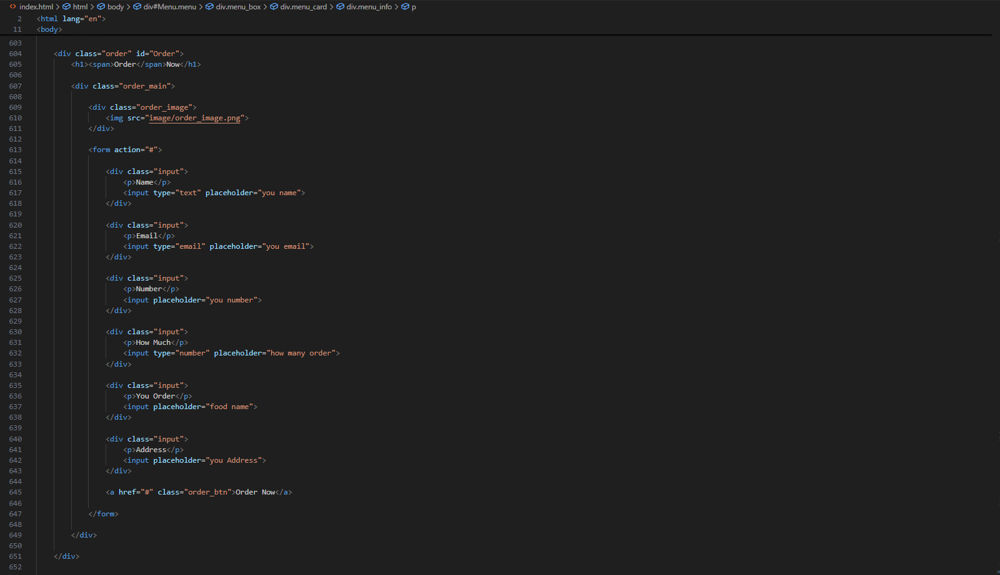 index.html > html > body > div#Menu.menu > div.menu_box > div.menu_card > div.menu_info > p
2 <html lang="en">
11 <body>
603
604 <div class="order" id="Order">
605 <h1><span>Order</span>Now</h1>
606
607 <div class="order_main">
608
609 <div class="order_image">
610 <img src="image/order_image.png">
611 </div>
612
613 <form action="#">
614
615 <div class="input">
616 <p>Name</p>
617 <input type="text" placeholder="you name">
618 </div>
619
620 <div class="input">
621 <p>Email</p>
622 <input type="email" placeholder="you email">
623 </div>
624
625 <div class="input">
626 <p>Number</p>
627 <input placeholder="you number">
628 </div>
629
630 <div class="input">
631 <p>How Much</p>
632 <input type="number" placeholder="how many order">
633 </div>
634
635 <div class="input">
636 <p>You Order</p>
637 <input placeholder="food name">
638 </div>
639
640 <div class="input">
641 <p>Address</p>
642 <input placeholder="you Address">
643 </div>
644
645 <a href="#" class="order_btn">Order Now</a>
646
647 </form>
648
649 </div>
650
651 </div>
652